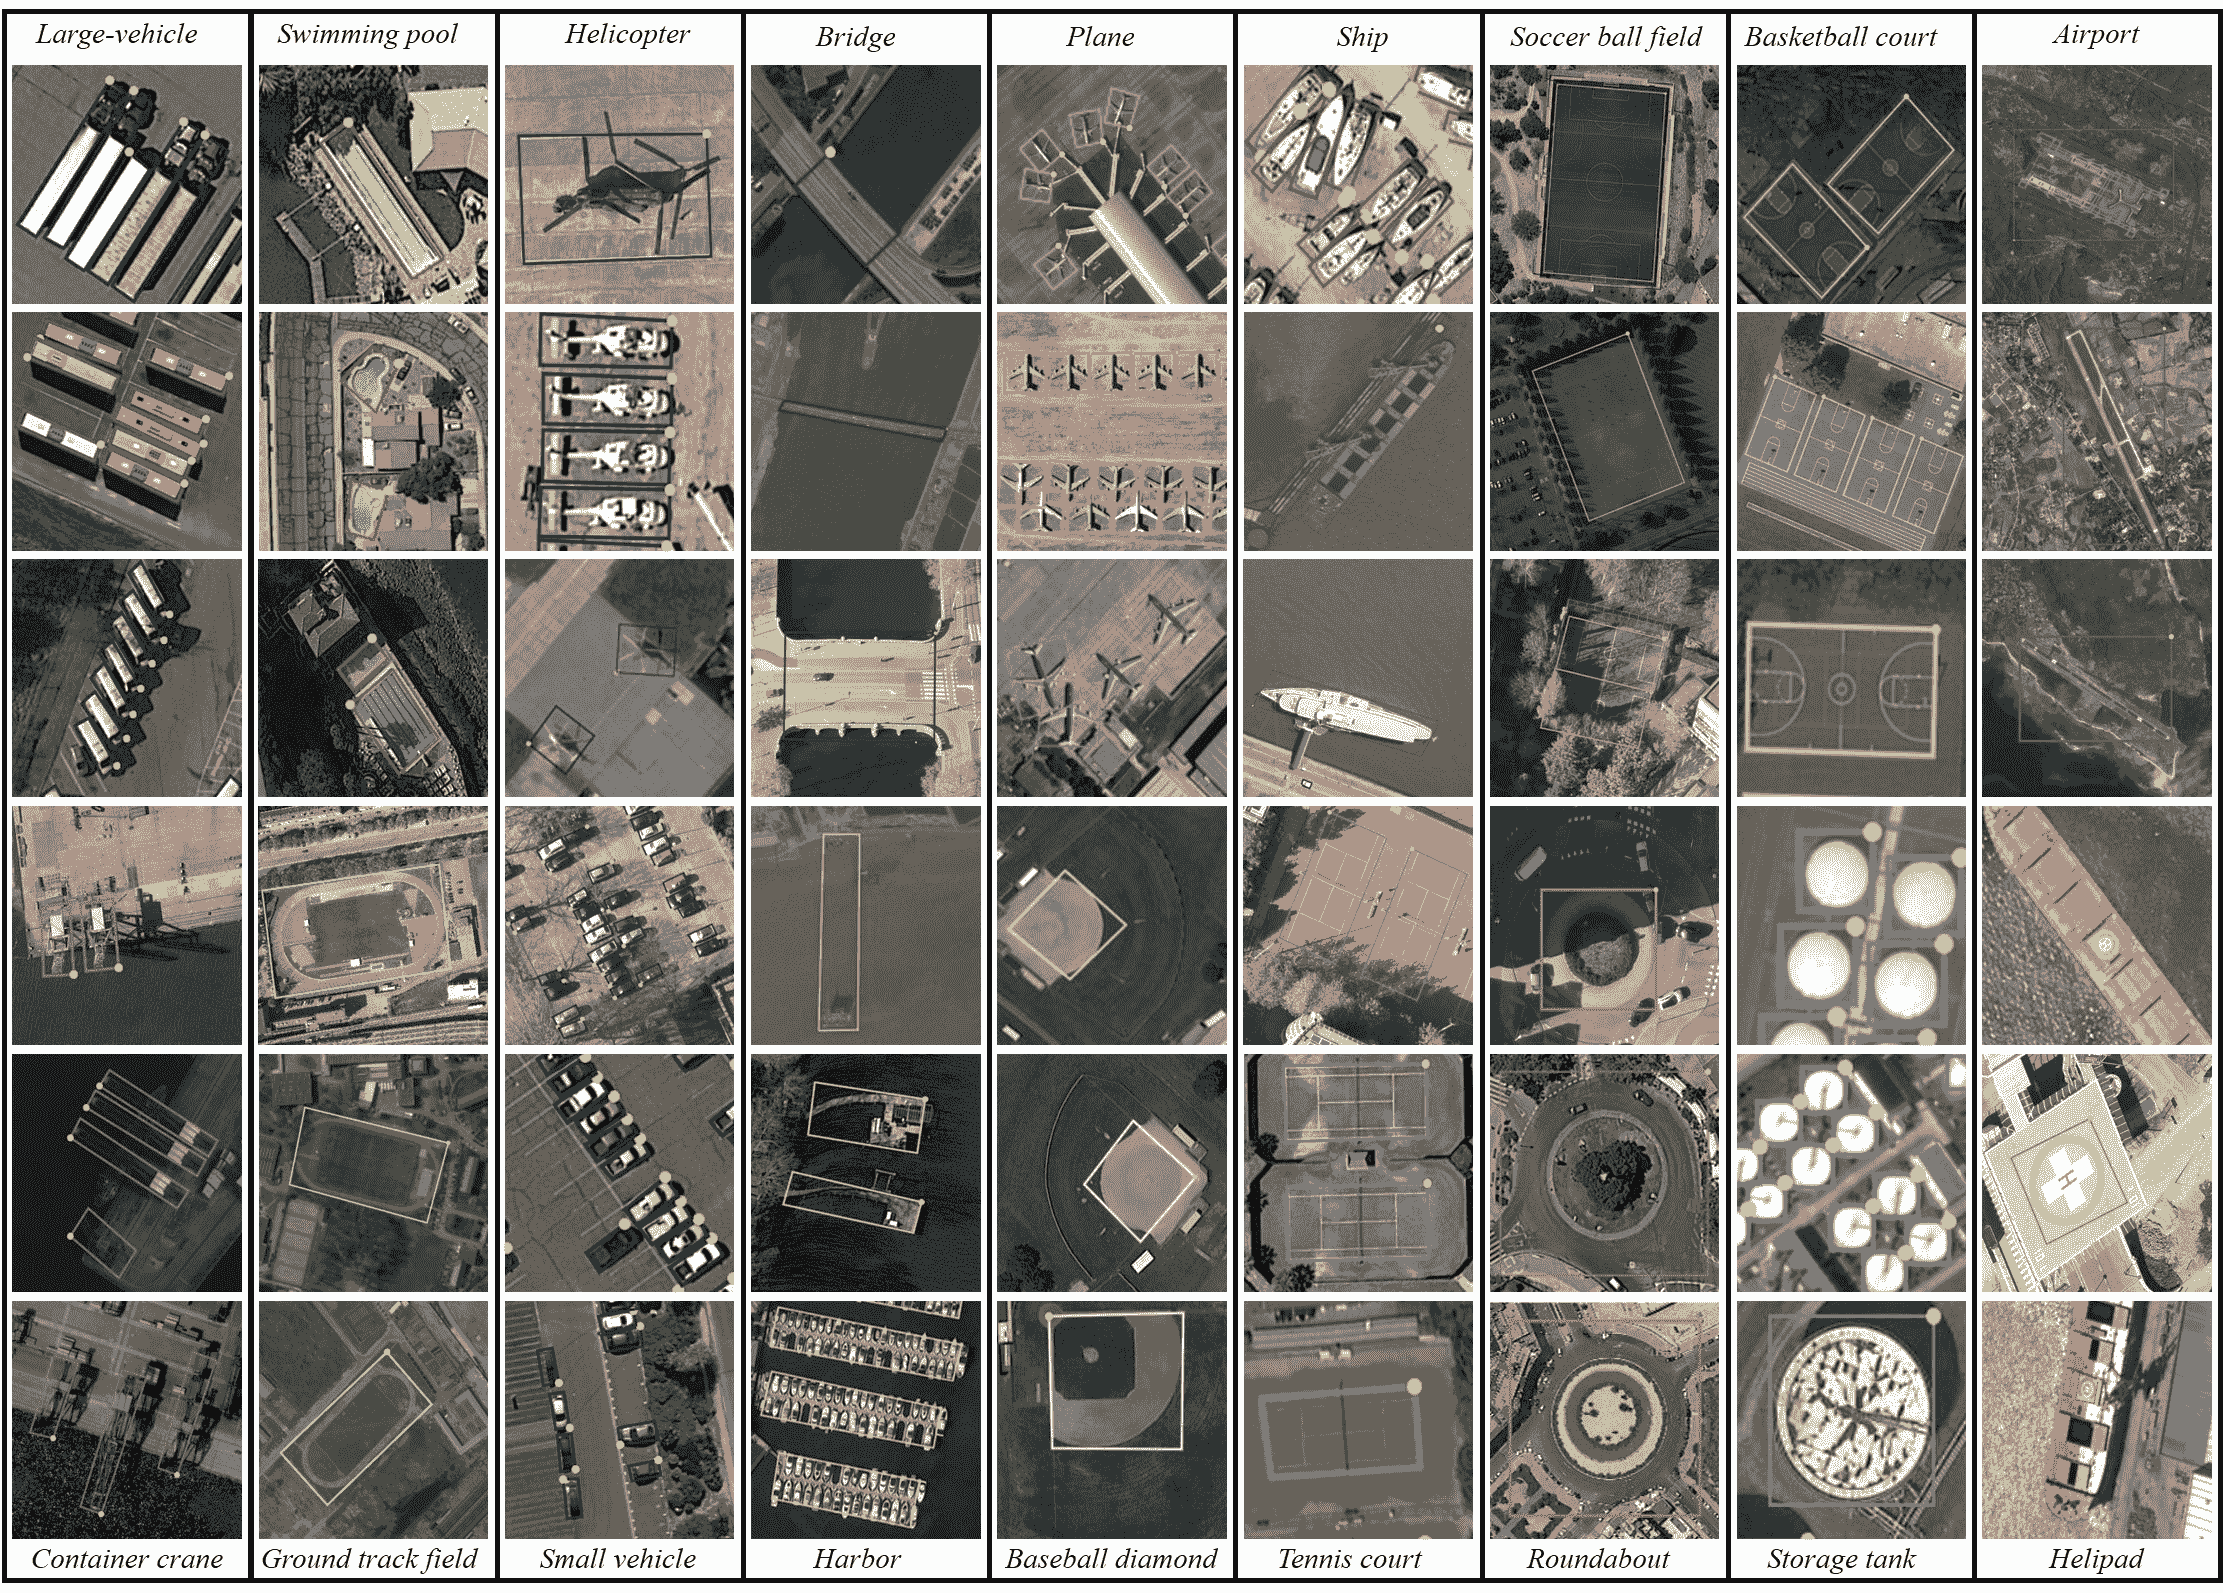 Large-vehicle
Swimming pool
Helicopter
Bridge
Plane
Ship
Soccer ball field
Basketball court
Airport
H
Container crane
Ground track field
Small vehicle
Harbor
Baseball diamond
Tennis court
Roundabout
Storage tank
Helipad